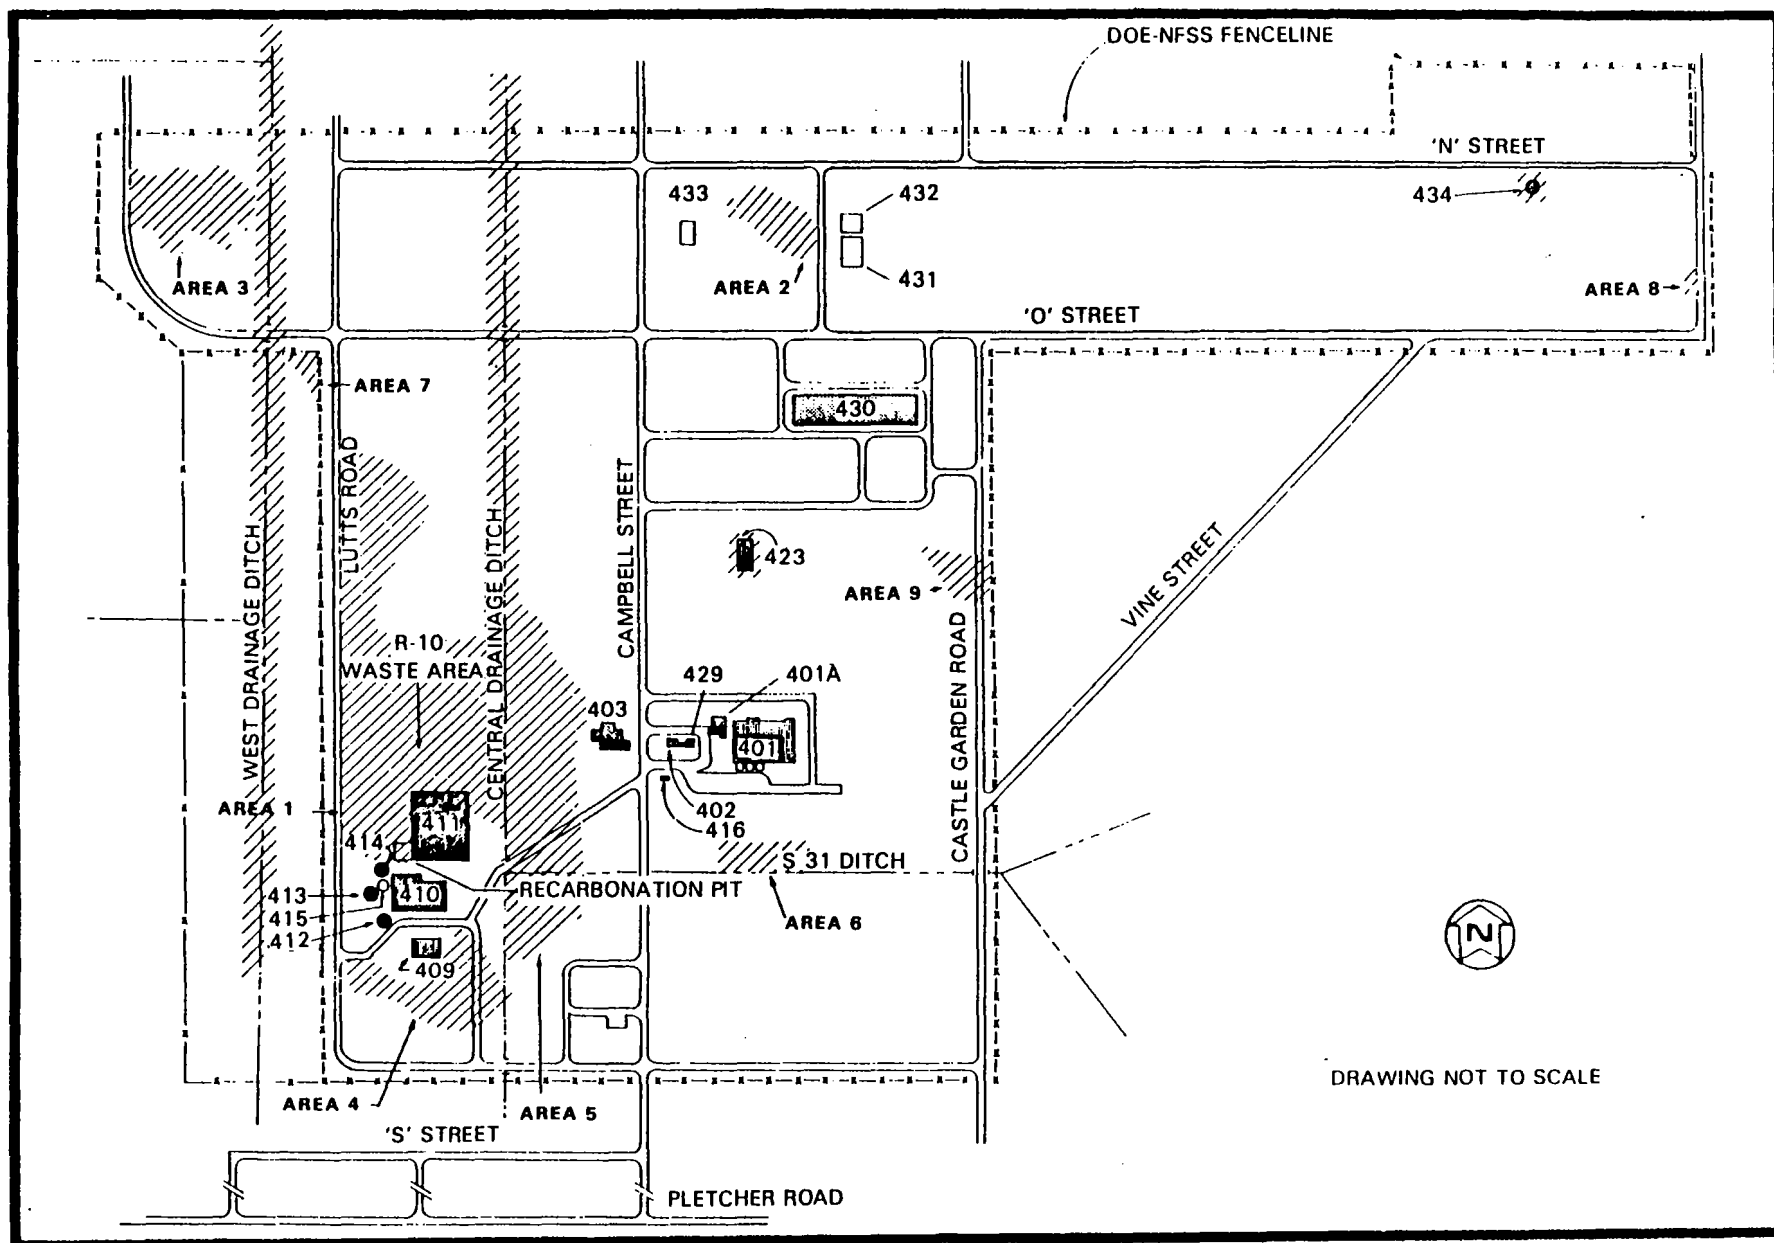 DOE-NFSS FENCELINE
'N' STREET
433
432
434
AREA 3
AREA 2
431
AREA 8
'O' STREET
AREA 7
430
LUTTS ROAD
CAMPBELL STREET
WEST DRAINAGE DITCH
CENTRAL DRAINAGE DITCH
423
AREA 9
VINE STREET
CASTLE GARDEN ROAD
R-10
WASTE AREA
429
401A
403
401
AREA 1
402
411
416
414
S 31 DITCH
RECARBONATION PIT
410
413
415
412
AREA 6
409
N
AREA 4
AREA 5
DRAWING NOT TO SCALE
'S' STREET
PLETCHER ROAD